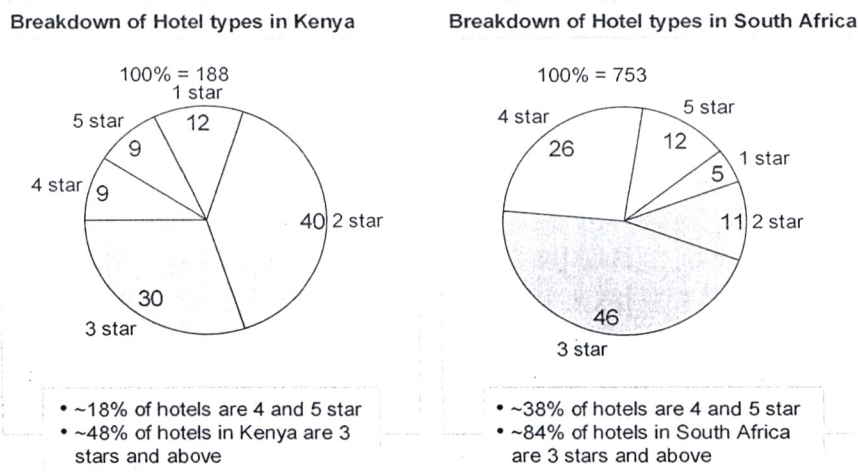 Breakdown of Hotel types in Kenya
100% = 188
1 star
12
5 star
9
4 star
9
40 2 star
30
3 star
• ~18% of hotels are 4 and 5 star
• ~48% of hotels in Kenya are 3
stars and above
Breakdown of Hotel types in South Africa
100% = 753
4 star
26
5 star
12
1 star
5
11 2 star
46
3 star
• ~38% of hotels are 4 and 5 star
• ~84% of hotels in South Africa
are 3 stars and above